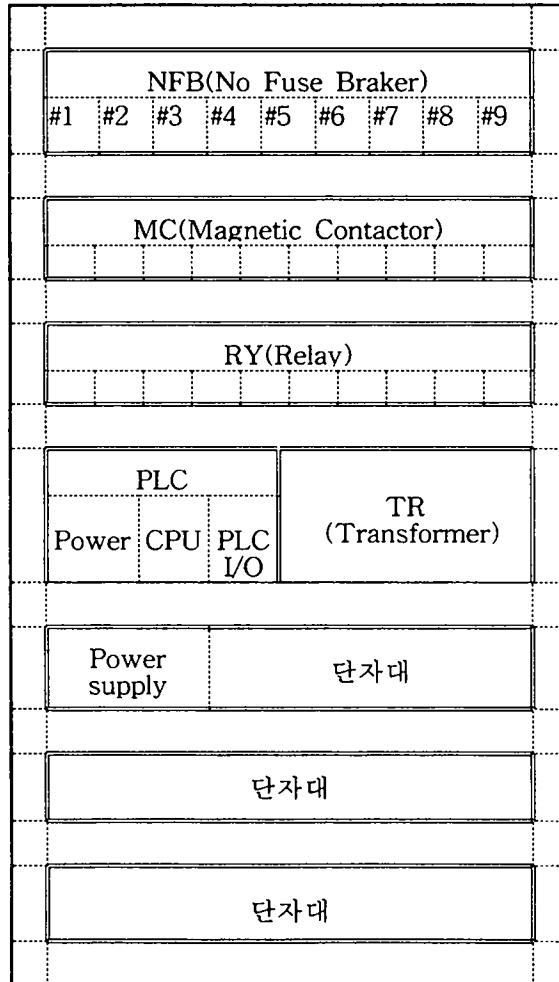 NFB(No Fuse Braker)
#1 #2 #3 #4 #5 #6 #7 #8 #9
MC(Magnetic Contactor)
RY(Relay)
PLC
Power CPU PLC I/O
TR
(Transformer)
Power
supply
단자대
단자대
단자대